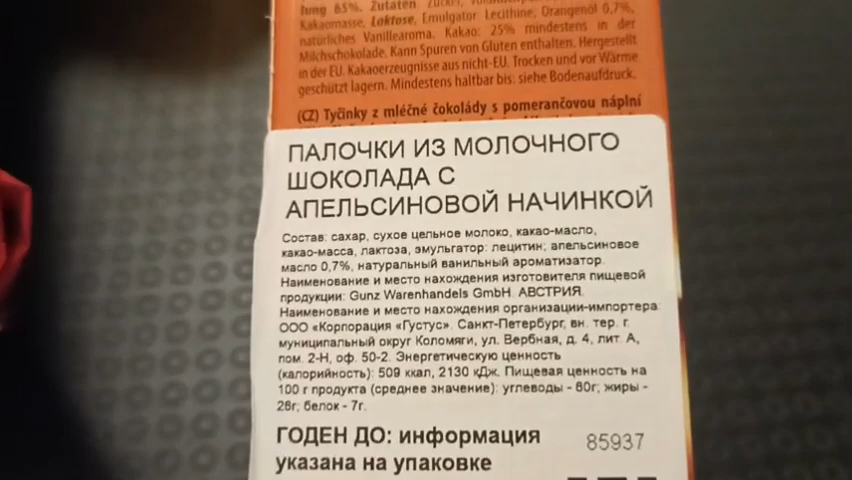 lung 65%. Zutaten: Zucker,
Kakaomasse, Laktose, Emulgator Lecithine; Orangenöl 0,7%,
natürliches Vanillearoma. Kakao: 25% mindestens in der
Milchschokolade. Kann Spuren von Gluten enthalten. Hergestellt
in der EU. Kakaoerzeugnisse aus nicht-EU. Trocken und vor Wärme
geschützt lagern. Mindestens haltbar bis: siehe Bodenaufdruck.
(CZ) Tyčinky z mléčné čokolády s pomerančovou náplní
ПАЛОЧКИ ИЗ МОЛОЧНОГО
ШОКОЛАДА С
АПЕЛЬСИНОВОЙ НАЧИНКОЙ
Состав: сахар, сухое цельное молоко, какао-масло,
какао-масса, лактоза, эмульгатор: лецитин; апельсиновое
масло 0,7%, натуральный ванильный ароматизатор.
Наименование и место нахождения изготовителя пищевой
продукции: Gunz Warenhandels GmbH. АВСТРИЯ.
Наименование и место нахождения организации-импортера:
ООО «Корпорация «Густус». Санкт-Петербург, вн. тер. г.
муниципальный округ Коломяги, ул. Вербная, д. 4, лит. А,
пом. 2-Н, оф. 50-2. Энергетическую ценность
(калорийность): 509 ккал, 2130 кДж. Пищевая ценность на
100 г продукта (среднее значение): углеводы - 60г; жиры -
28г; белок - 7г.
ГОДЕН ДО: информация
указана на упаковке
85937